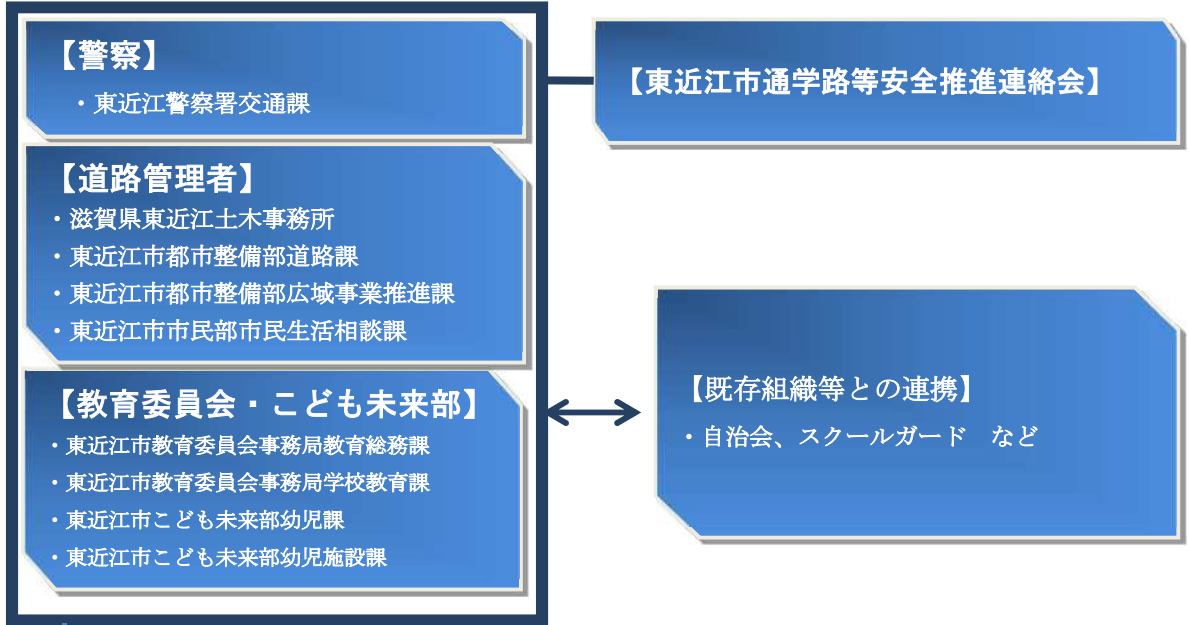 【警察】
・東近江警察署交通課
【道路管理者】
・滋賀県東近江土木事務所
・東近江市都市整備部道路課
・東近江市都市整備部広域事業推進課
・東近江市市民部市民生活相談課
【教育委員会・こども未来部】
・東近江市教育委員会事務局教育総務課
・東近江市教育委員会事務局学校教育課
・東近江市こども未来部幼児課
・東近江市こども未来部幼児施設課
【東近江市通学路等安全推進連絡会】
【既存組織等との連携】
・自治会、スクールガード　など